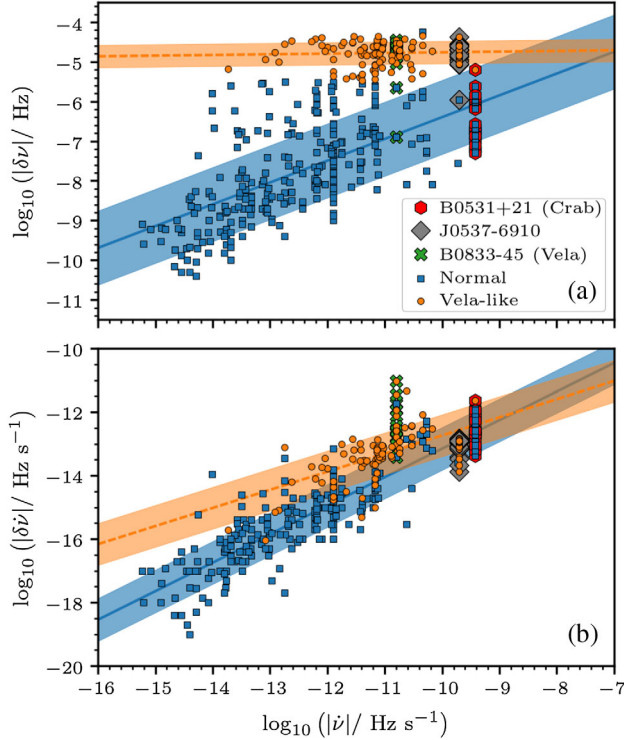 −4
−5
−6
−7
−8
−9
−10
−11
log₁₀ (|δν|/ Hz)
B0531+21 (Crab)
J0537-6910
B0833-45 (Vela)
Normal
Vela-like
(a)
−10
−12
−14
−16
−18
−20
log₁₀ (|δν̇|/ Hz s⁻¹)
(b)
−16 −15 −14 −13 −12 −11 −10 −9 −8 −7
log₁₀ (|ν̇|/ Hz s⁻¹)